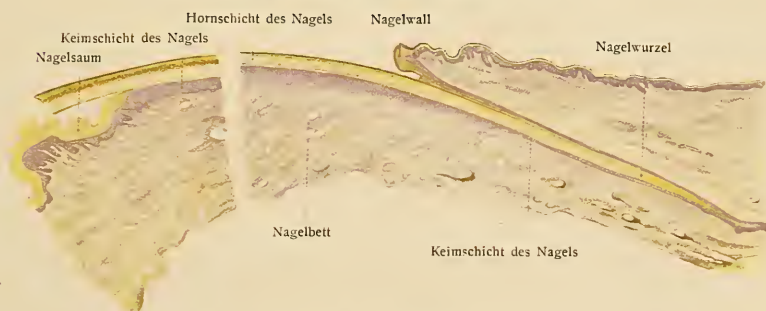 Hornschicht des Nagels
Nagelwall
Keimschicht des Nagels
Nagelwurzel
Nagelsaum
Nagelbett
Keimschicht des Nagels